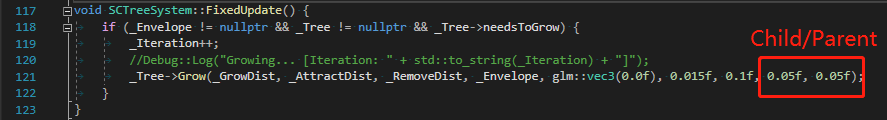 117 void SCTreeSystem::FixedUpdate() {
118 if (_Envelope != nullptr && _Tree != nullptr && _Tree->needsToGrow) {
119 _Iteration++;
120 //Debug::Log("Growing... [Iteration: " + std::to_string(_Iteration) + "]");
Child/Parent
121 _Tree->Grow(_GrowDist, _AttractDist, _RemoveDist, _Envelope, glm::vec3(0.0f), 0.015f, 0.1f, 0.05f, 0.05f);
122 }
123 }